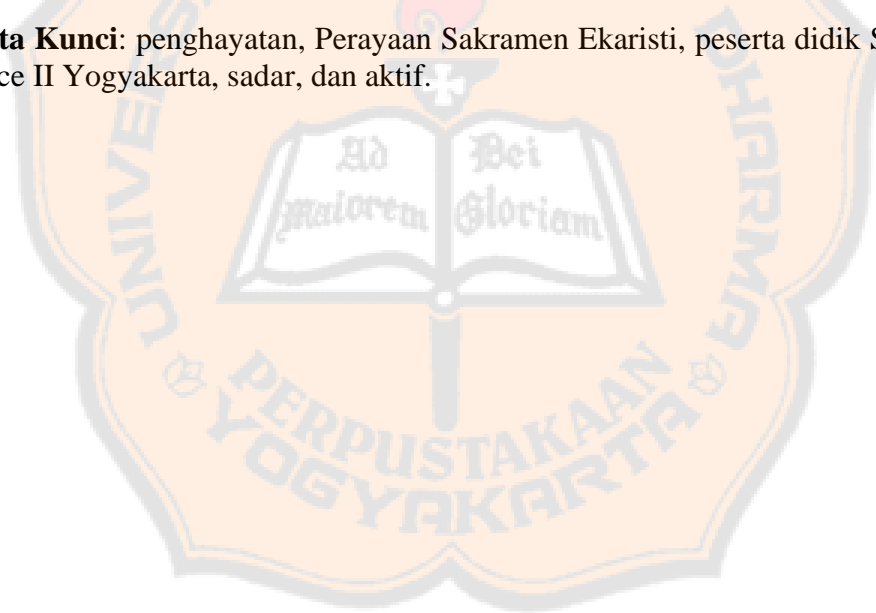 ta Kunci: penghayatan, Perayaan Sakramen Ekaristi, peserta didik S
ce II Yogyakarta, sadar, dan aktif.
Ad Dei
Maiorem Gloriam
DHARMA
PERPUSTAKAAN
YOGYAKARTA